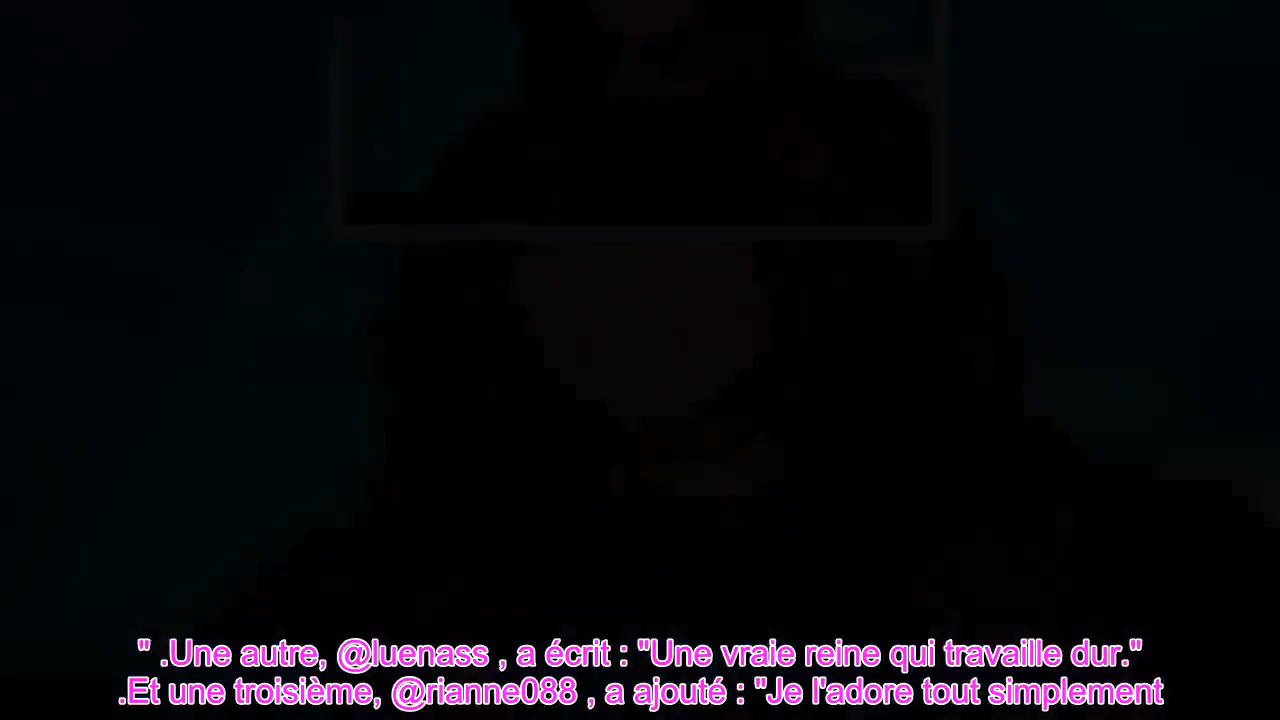 " .Une autre, @luenass , a écrit : "Une vraie reine qui travaille dur."
.Et une troisième, @rianne088 , a ajouté : "Je l'adore tout simplement